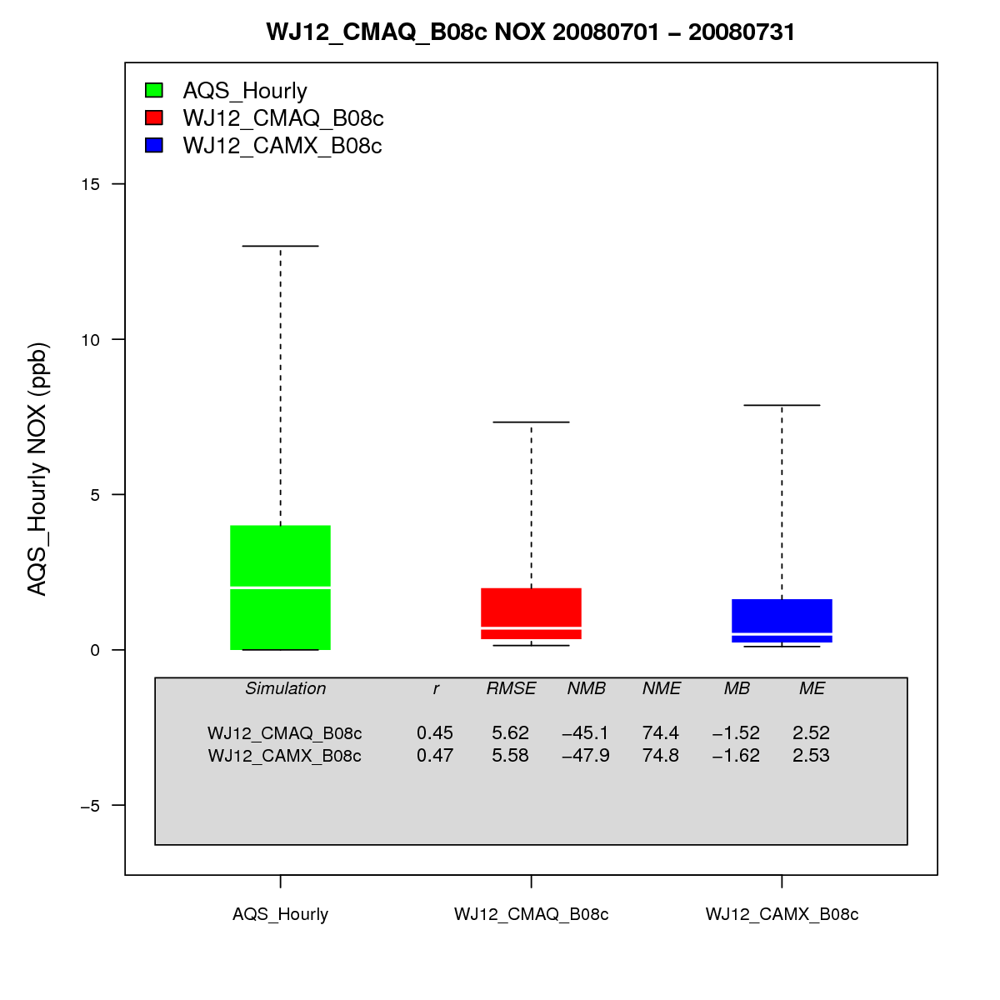 WJ12_CMAQ_B08c NOX 20080701 − 20080731
AQS_Hourly
WJ12_CMAQ_B08c
WJ12_CAMX_B08c
AQS_Hourly NOX (ppb)
15
10
5
0
−5
Simulation r RMSE NMB NME MB ME
WJ12_CMAQ_B08c 0.45 5.62 −45.1 74.4 −1.52 2.52
WJ12_CAMX_B08c 0.47 5.58 −47.9 74.8 −1.62 2.53
AQS_Hourly WJ12_CMAQ_B08c WJ12_CAMX_B08c